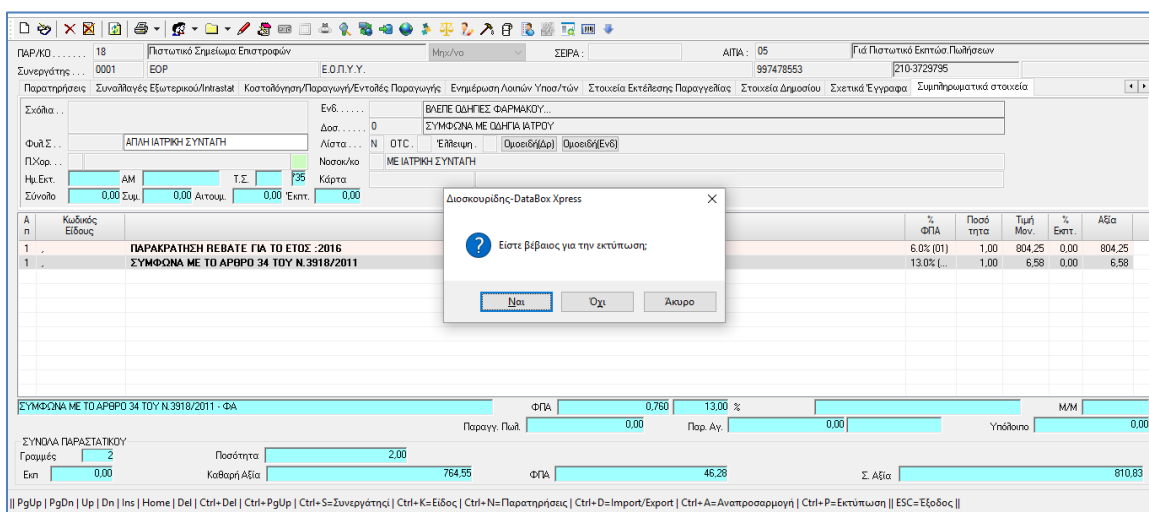 ΠΑΡ/ΚΟ....... 18 Πιστωτικό Σημείωμα Επιστροφών Μηχ/νο ΣΕΙΡΑ: ΑΙΤΙΑ: 05 Γιά Πιστωτικό Εκπτώσ.Πωλήσεων
Συνεργάτης... 0001 EOP Ε.Ο.Π.Υ.Υ. 997478553 210-3729795
Παρατηρήσεις Συναλλαγές Εξωτερικού/Intrastat Κοστολόγηση/Παραγωγή/Εντολές Παραγωγής Ενημέρωση Λοιπών Υποσ/τών Στοιχεία Εκτέλεσης Παραγγελίας Στοιχεία Δημοσίου Σχετικά Έγγραφα Συμπληρωματικά στοιχεία
Σχόλια.. Ενδ...... ΒΛΕΠΕ ΟΔΗΓΙΕΣ ΦΑΡΜΑΚΟΥ...
Δοσ...... 0 ΣΥΜΦΩΝΑ ΜΕ ΟΔΗΓΙΑ ΙΑΤΡΟΥ
Φυλ.Σ.. ΑΠΛΗ ΙΑΤΡΙΚΗ ΣΥΝΤΑΓΗ Λίστα... N OTC. Έλλειψη. Ομοειδή(Δρ) Ομοειδή(Ενδ)
Π.Χορ... Νοσοκ/κο ΜΕ ΙΑΤΡΙΚΗ ΣΥΝΤΑΓΗ
Ημ.Εκτ. ΑΜ Τ.Σ. *35 Κάρτα
Σύνολο 0,00 Συμ. 0,00 Αιτουμ. 0,00 Έκπτ. 0,00
Διοσκουρίδης-DataBox Xpress
Είστε βέβαιος για την εκτύπωση;
Ναι Όχι Άκυρο
Α Κωδικός % Ποσό Τιμή % Αξία
π Είδους ΦΠΑ τητα Μον. Εκπτ.
1 . ΠΑΡΑΚΡΑΤΗΣΗ REBATE ΓΙΑ ΤΟ ΕΤΟΣ :2016 6.0% (01) 1,00 804,25 0,00 804,25
1 . ΣΥΜΦΩΝΑ ΜΕ ΤΟ ΑΡΘΡΟ 34 ΤΟΥ Ν.3918/2011 13.0% (... 1,00 6,58 0,00 6,58
ΣΥΜΦΩΝΑ ΜΕ ΤΟ ΑΡΘΡΟ 34 ΤΟΥ Ν.3918/2011 - ΦΑ ΦΠΑ 0,760 13,00 % Μ/Μ
Παραγγ. Πωλ. 0,00 Παρ. Αγ. 0,00 Υπόλοιπο 0,00
ΣΥΝΟΛΑ ΠΑΡΑΣΤΑΤΙΚΟΥ
Γραμμές 2 Ποσότητα 2,00
Εκπ 0,00 Καθαρή Αξία 764,55 ΦΠΑ 46,28 Σ. Αξία 810,83
|| PgUp | PgDn | Up | Dn | Ins | Home | Del | Ctrl+Del | Ctrl+PgUp | Ctrl+S=Συνεργάτης | Ctrl+K=Είδος | Ctrl+N=Παρατηρήσεις | Ctrl+D=Import/Export | Ctrl+A=Αναπροσαρμογή | Ctrl+P=Εκτύπωση || ESC=Έξοδος ||